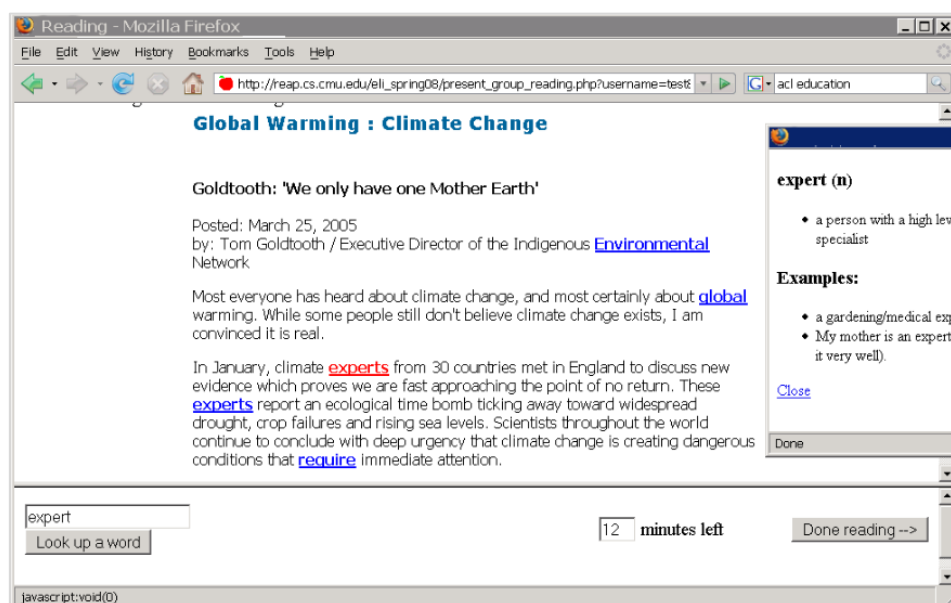 Reading - Mozilla Firefox
File Edit View History Bookmarks Tools Help
http://reap.cs.cmu.edu/eli_spring08/present_group_reading.php?username=test
acl education
Global Warming : Climate Change
Goldtooth: 'We only have one Mother Earth'
Posted: March 25, 2005
by: Tom Goldtooth / Executive Director of the Indigenous Environmental
Network
Most everyone has heard about climate change, and most certainly about global
warming. While some people still don't believe climate change exists, I am
convinced it is real.
In January, climate experts from 30 countries met in England to discuss new
evidence which proves we are fast approaching the point of no return. These
experts report an ecological time bomb ticking away toward widespread
drought, crop failures and rising sea levels. Scientists throughout the world
continue to conclude with deep urgency that climate change is creating dangerous
conditions that require immediate attention.
expert (n)
a person with a high lev
specialist
Examples:
a gardening/medical exp
My mother is an expert
it very well).
Close
Done
expert
Look up a word
12 minutes left
Done reading -->
javascript:void(0)